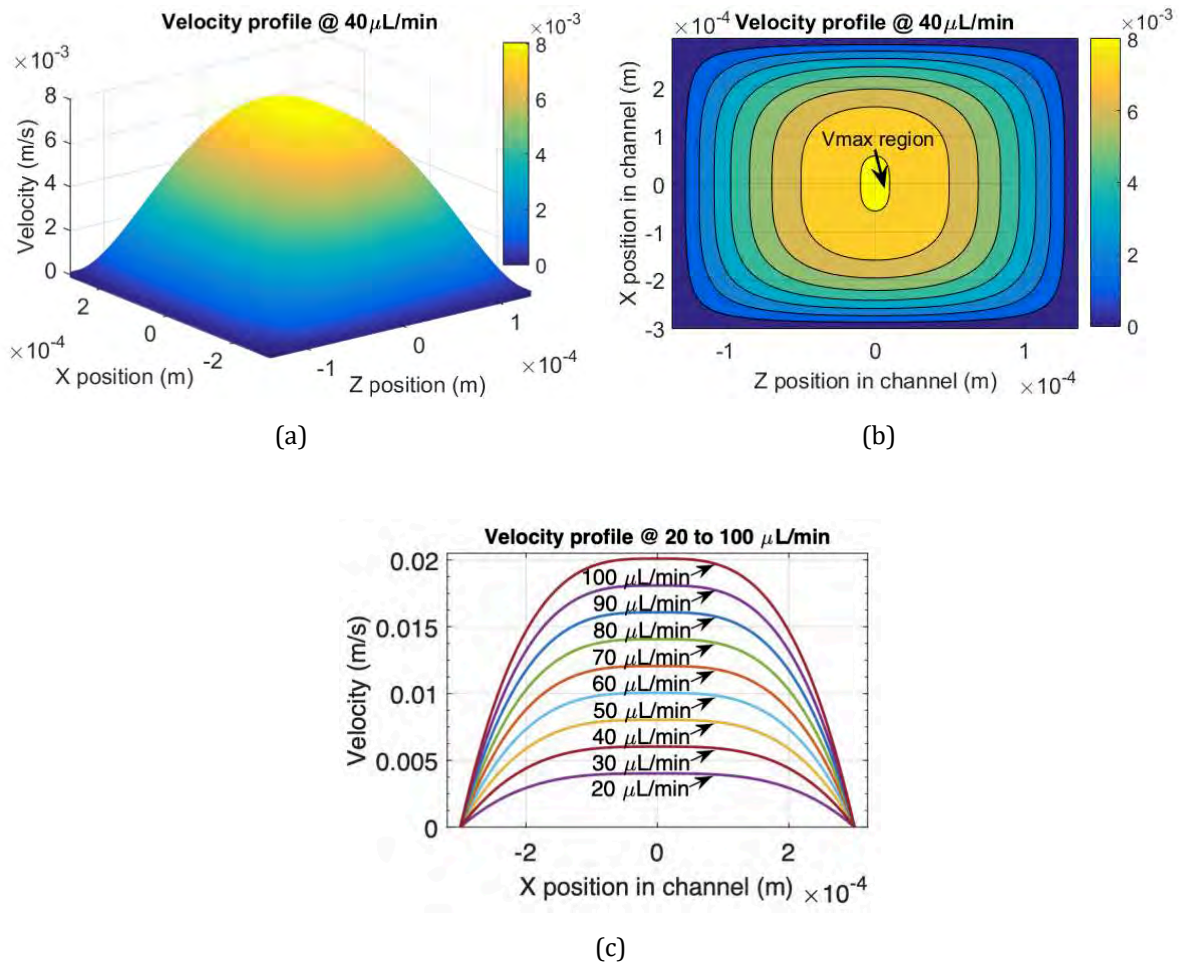 Velocity profile @ 40μL/min
×10⁻³
8
6
4
2
0
Velocity (m/s)
×10⁻³
8
6
4
2
0
2
0
-2
×10⁻⁴
X position (m)
-1
0
1
×10⁻⁴
Z position (m)
(a)
×10⁻⁴ Velocity profile @ 40μL/min
×10⁻³
2
1
0
-1
-2
-3
X position in channel (m)
Vmax region
8
6
4
2
0
-1
0
1
×10⁻⁴
Z position in channel (m)
(b)
Velocity profile @ 20 to 100 μL/min
0.02
0.015
0.01
0.005
0
Velocity (m/s)
100 μL/min
90 μL/min
80 μL/min
70 μL/min
60 μL/min
50 μL/min
40 μL/min
30 μL/min
20 μL/min
-2
0
2
X position in channel (m) ×10⁻⁴
(c)